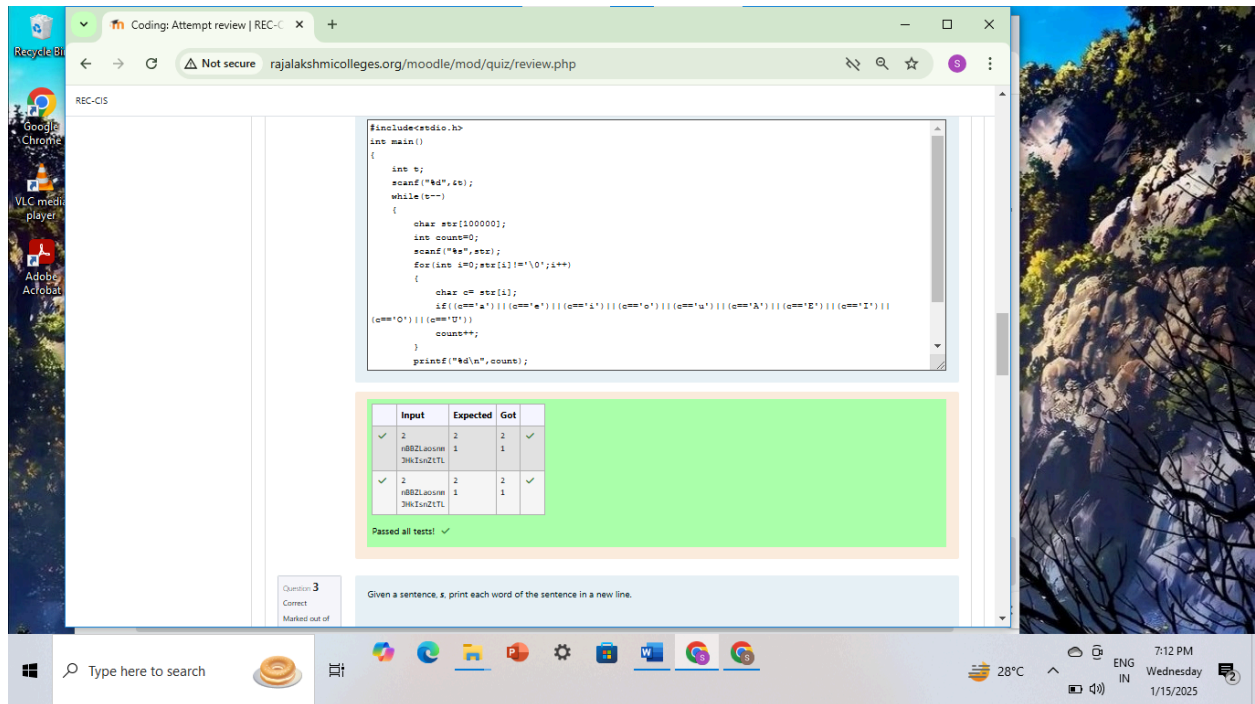 Recycle Bi
Google
Chrome
VLC medi
player
Adobe
Acrobat
Coding: Attempt review | REC-C
Not secure rajalakshmicolleges.org/moodle/mod/quiz/review.php
S
REC-CIS
#include<stdio.h>
int main()
{
int t;
scanf("%d",&t);
while(t--)
{
char str[100000];
int count=0;
scanf("%s",str);
for(int i=0;str[i]!='\0';i++)
{
char c= str[i];
if((c=='a')||(c=='e')||(c=='i')||(c=='o')||(c=='u')||(c=='A')||(c=='E')||(c=='I')||
(c=='O')||(c=='U'))
count++;
}
printf("%d\n",count);
Input Expected Got
2 2 2
nBBZLaosnm 1 1
JHkIsnZtTL
2 2 2
nBBZLaosnm 1 1
JHkIsnZtTL
Passed all tests!
Question 3
Correct
Marked out of
Given a sentence, s, print each word of the sentence in a new line.
Type here to search
28°C
ENG
IN
7:12 PM
Wednesday
1/15/2025
2